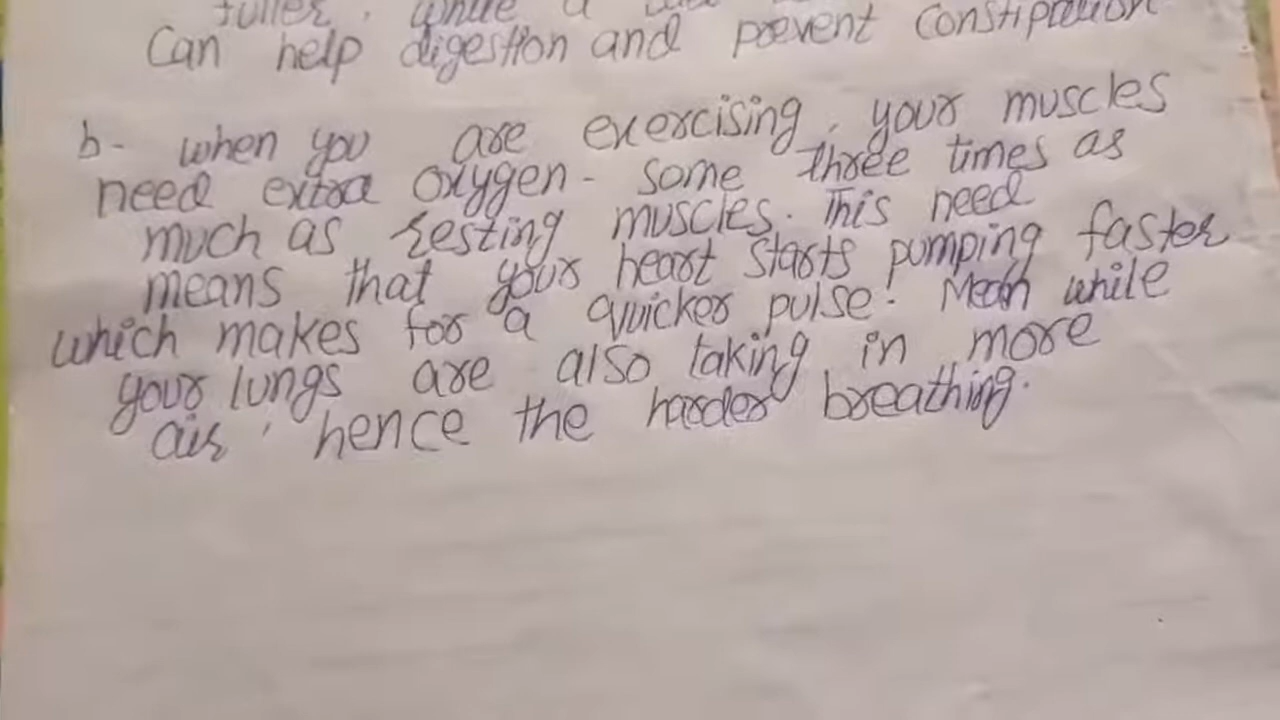 fuller, while a
Can help digestion and prevent constipation
b- when you are exercising, your muscles
need extra oxygen - some three times as
much as resting muscles. This need
means that your heart starts pumping faster
which makes for a quicker pulse. Mean while
your lungs are also taking in more
air, hence the harder breathing.